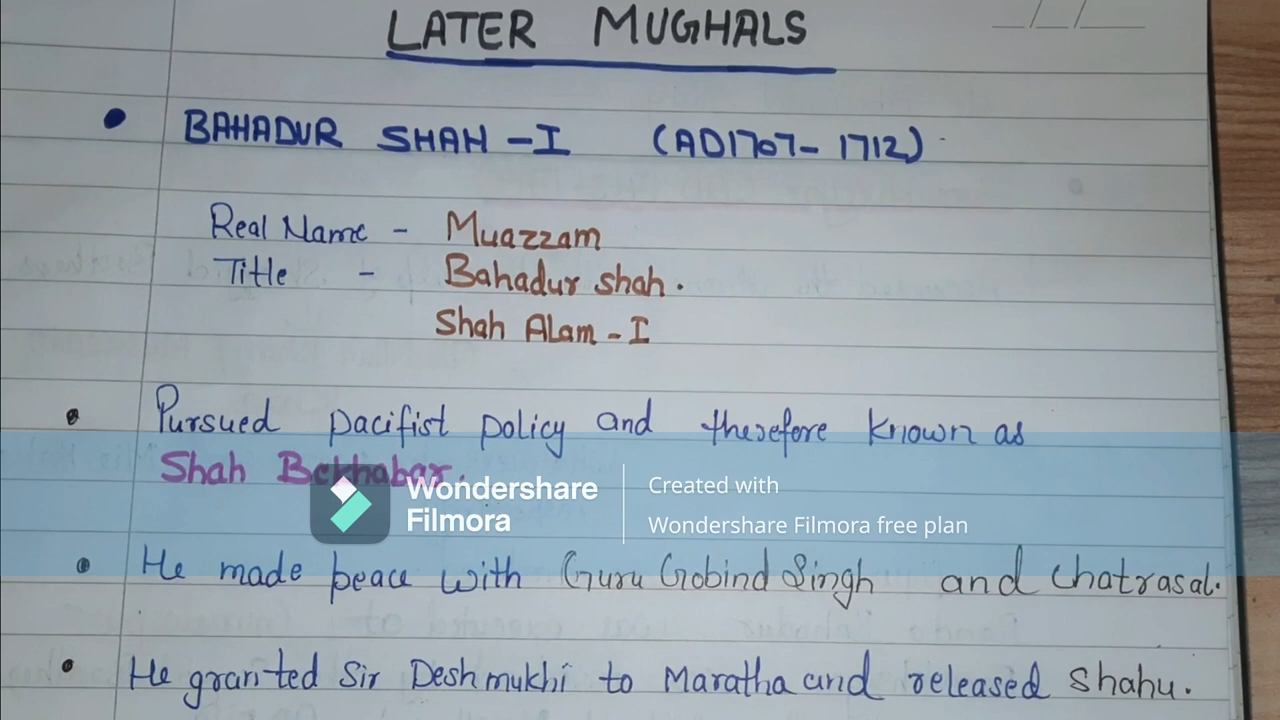 LATER MUGHALS
BAHADUR SHAH - I (AD1707- 1712)
Real Name - Muazzam
Title - Bahadur shah.
Shah Alam - I
Pursued pacifist policy and therefore known as
Shah Bekhabar.
Wondershare Filmora
Created with
Wondershare Filmora free plan
He made peace with Guru Gobind Singh and Chatrasal.
He granted Sir Deshmukhi to Maratha and released Shahu.